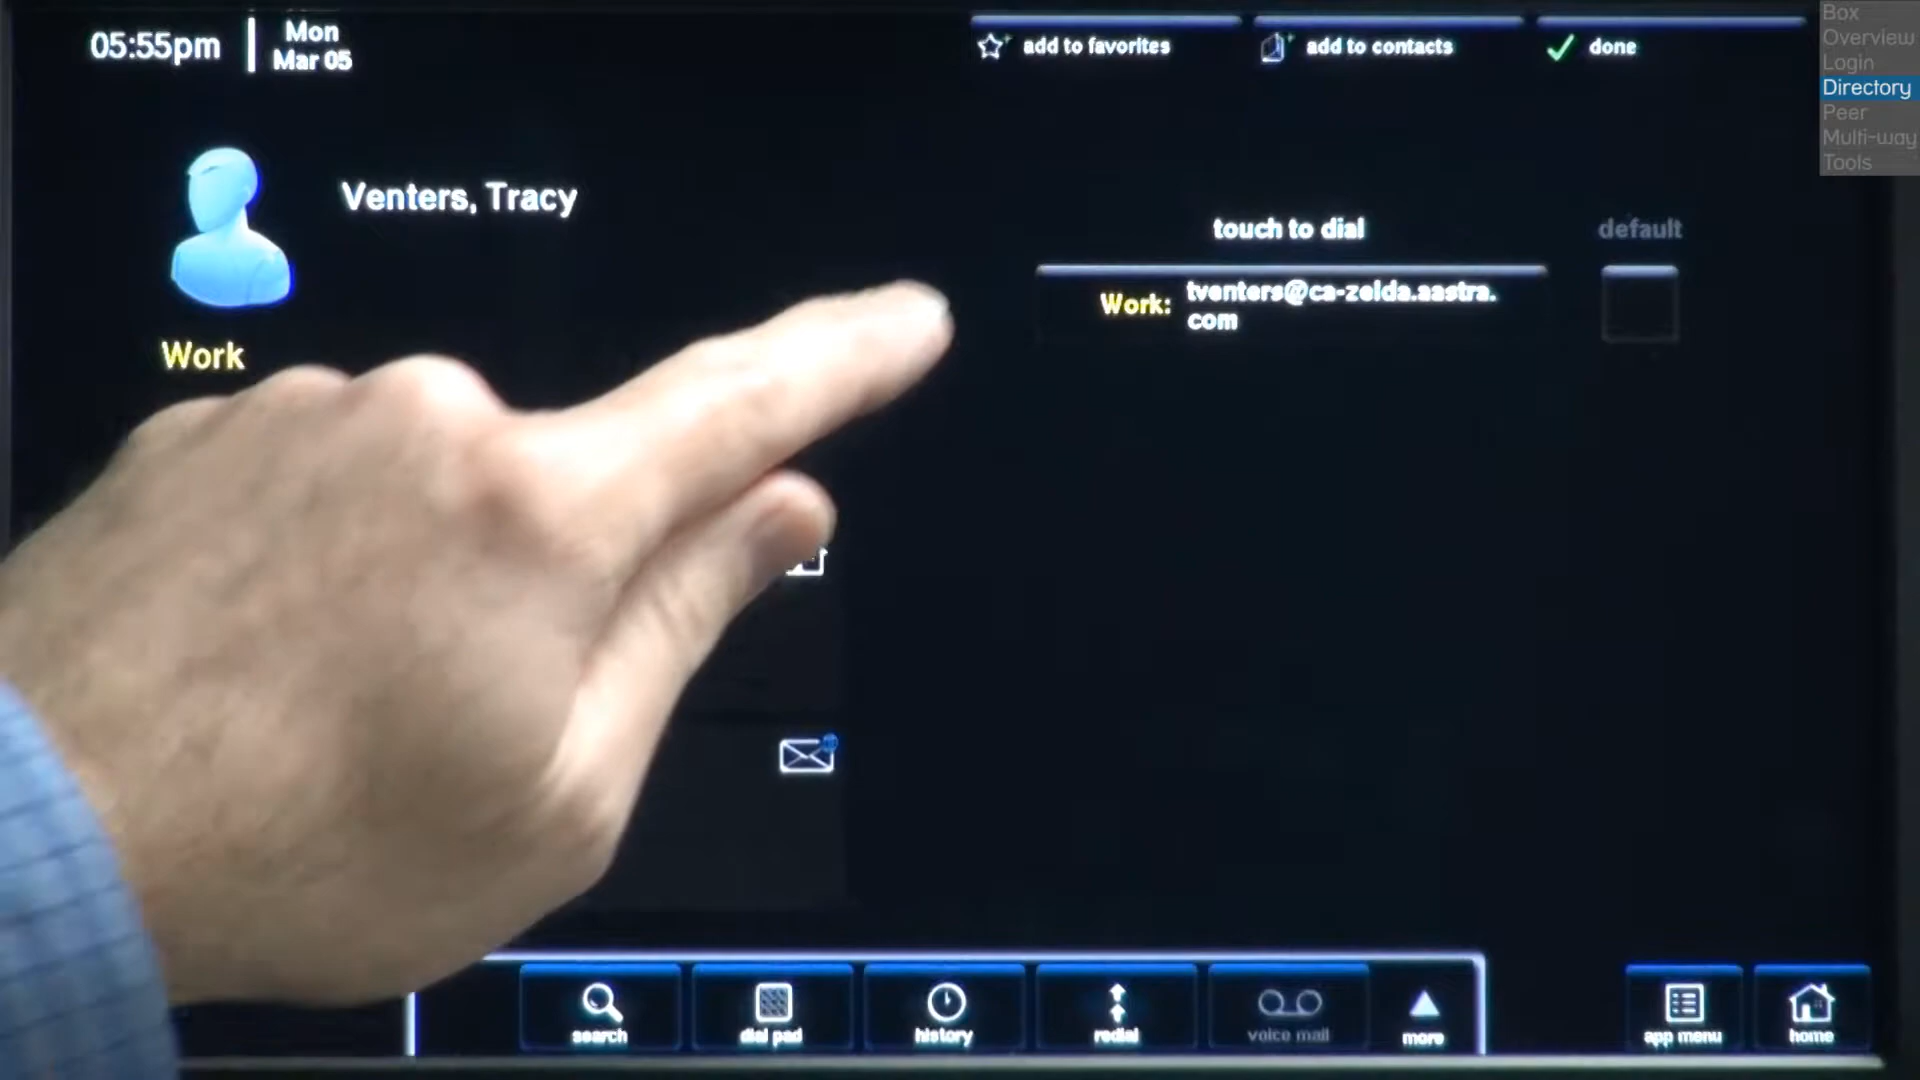 05:55pm
Mon
Mar 05
add to favorites
add to contacts
done
Box
Overview
Login
Directory
Peer
Multi-way
Tools
Venters, Tracy
touch to dial
default
Work:
tventers@ca-zelda.aastra.
com
Work
search
dial pad
history
redial
voice mail
more
app menu
home